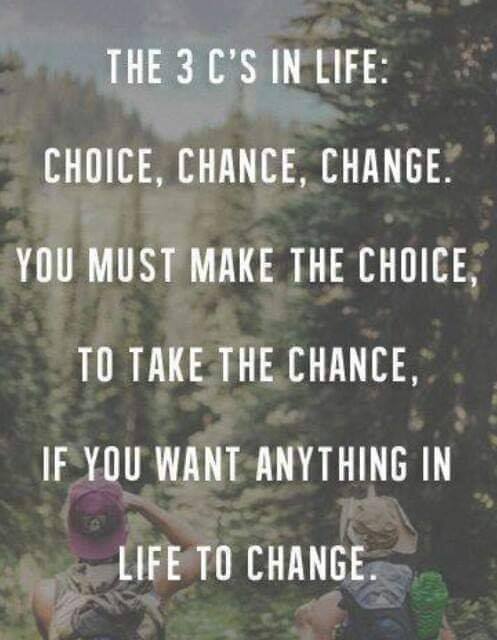 THE 3 C'S IN LIFE:
CHOICE, CHANCE, CHANGE.
YOU MUST MAKE THE CHOICE,
TO TAKE THE CHANCE,
IF YOU WANT ANYTHING IN
LIFE TO CHANGE.